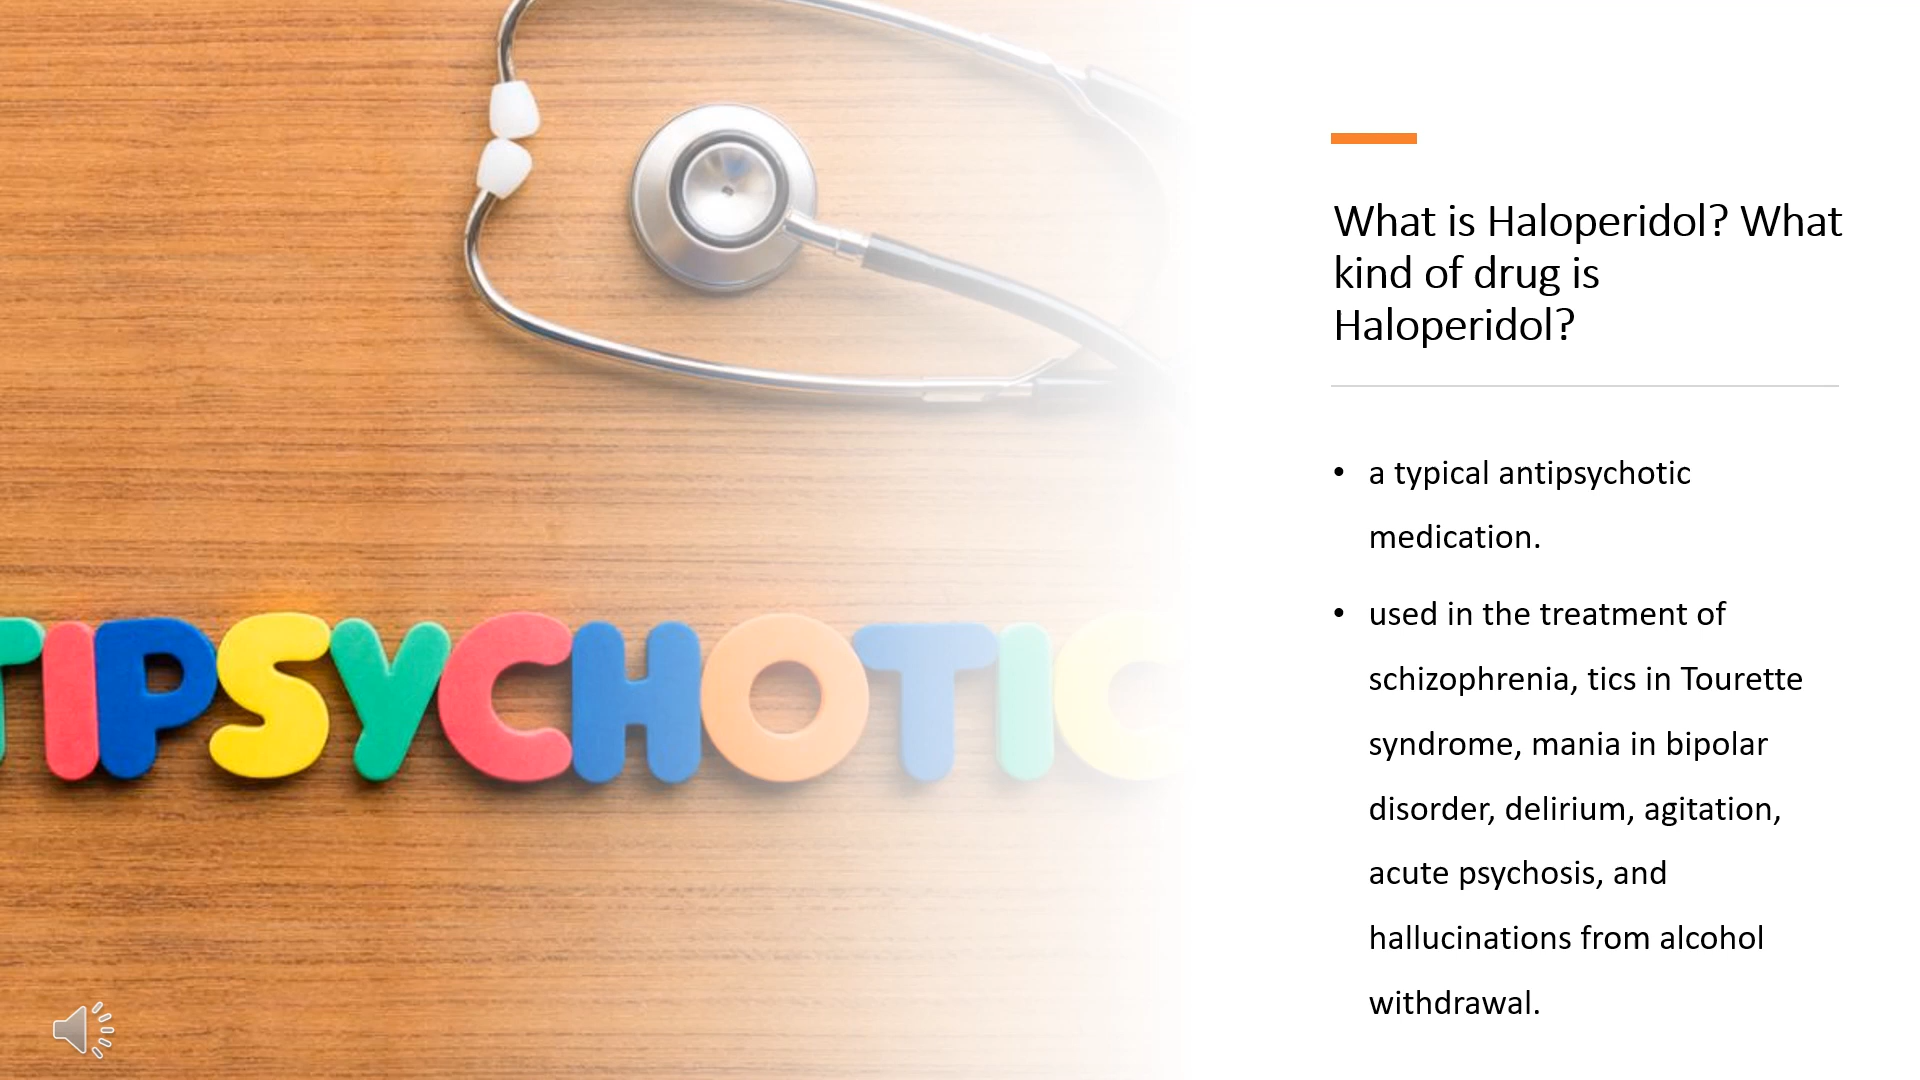 What is Haloperidol? What
kind of drug is
Haloperidol?
• a typical antipsychotic
medication.
• used in the treatment of
schizophrenia, tics in Tourette
syndrome, mania in bipolar
disorder, delirium, agitation,
acute psychosis, and
hallucinations from alcohol
withdrawal.
TIPSYCHOTIC